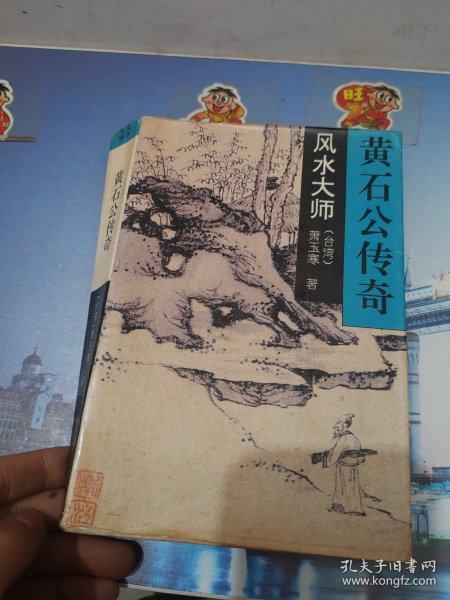 黄石公传奇
风水大师
(台湾)
萧玉寒 著
黄石公传奇
旺
孔夫子旧书网
www.kongfz.com